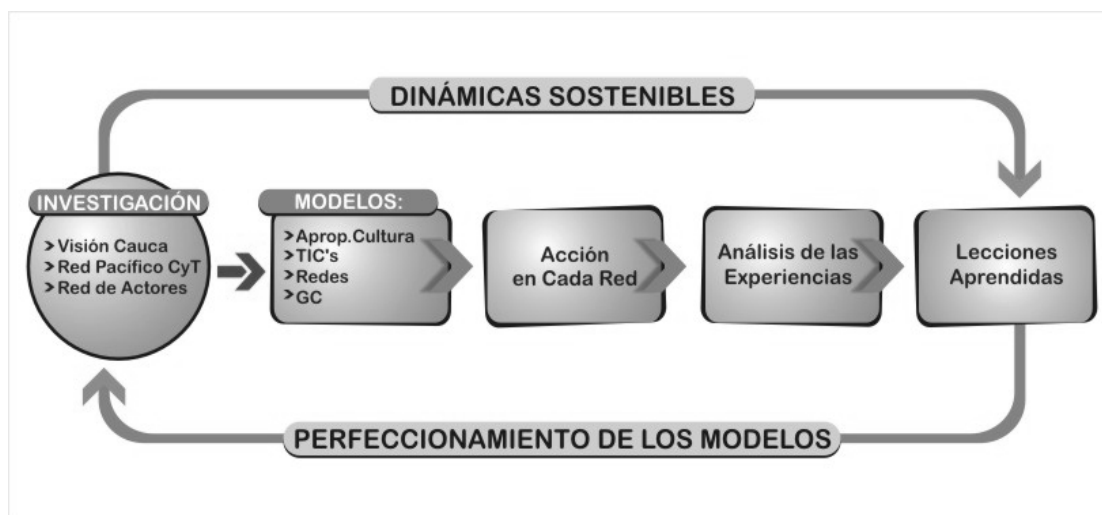 DINÁMICAS SOSTENIBLES
INVESTIGACIÓN
> Visión Cauca
> Red Pacífico CyT
> Red de Actores
MODELOS:
> Aprop.Cultura
> TIC's
> Redes
> GC
Acción
en Cada Red
Análisis de las
Experiencias
Lecciones
Aprendidas
PERFECCIONAMIENTO DE LOS MODELOS